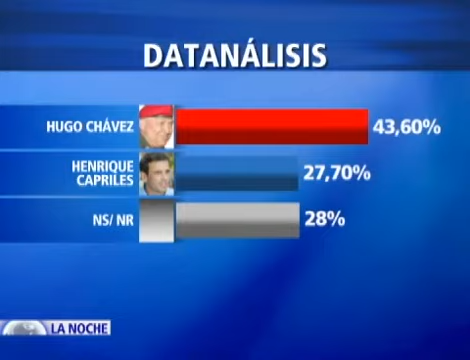 DATANÁLISIS
HUGO CHÁVEZ 43,60%
HENRIQUE
CAPRILES 27,70%
NS/ NR 28%
LA NOCHE